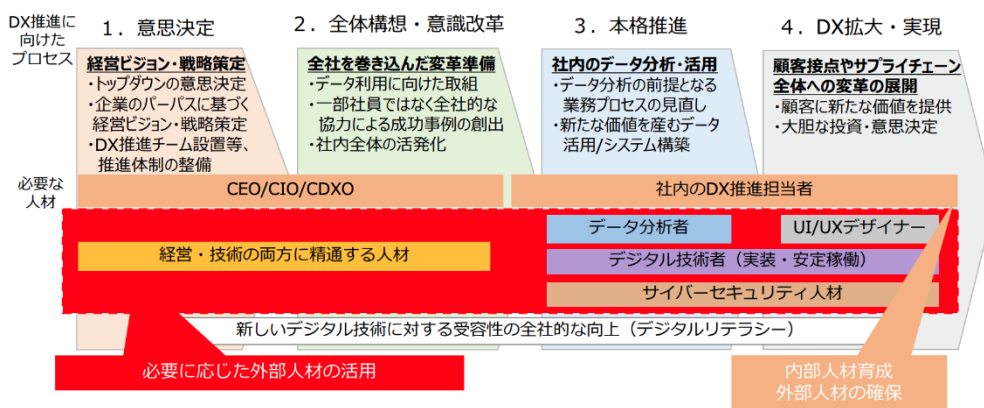 DX推進に
向けた
プロセス
1．意思決定
2．全体構想・意識改革
3．本格推進
4．DX拡大・実現
経営ビジョン・戦略策定
・トップダウンの意思決定
・企業のパーパスに基づく
経営ビジョン・戦略策定
・DX推進チーム設置等、
推進体制の整備
全社を巻き込んだ変革準備
・データ利用に向けた取組
・一部社員ではなく全社的な
協力による成功事例の創出
・社内全体の活発化
社内のデータ分析・活用
・データ分析の前提となる
業務プロセスの見直し
・新たな価値を産むデータ
活用/システム構築
顧客接点やサプライチェーン
全体への変革の展開
・顧客に新たな価値を提供
・大胆な投資・意思決定
必要な
人材
CEO/CIO/CDXO
社内のDX推進担当者
データ分析者
UI/UXデザイナー
経営・技術の両方に精通する人材
デジタル技術者（実装・安定稼働）
サイバーセキュリティ人材
新しいデジタル技術に対する受容性の全社的な向上（デジタルリテラシー）
必要に応じた外部人材の活用
内部人材育成
外部人材の確保